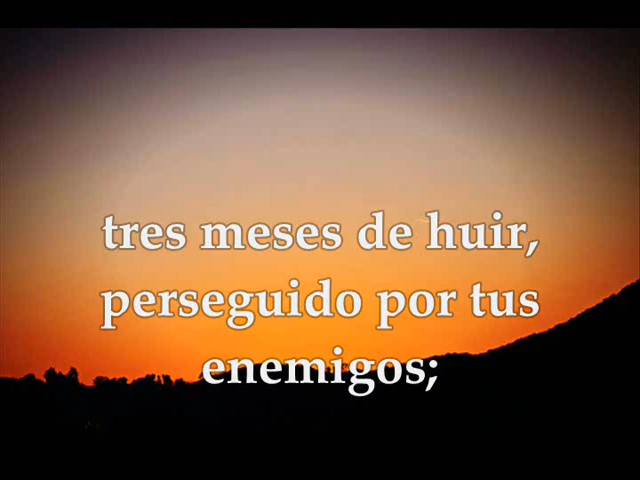 tres meses de huir,
perseguido por tus
enemigos;